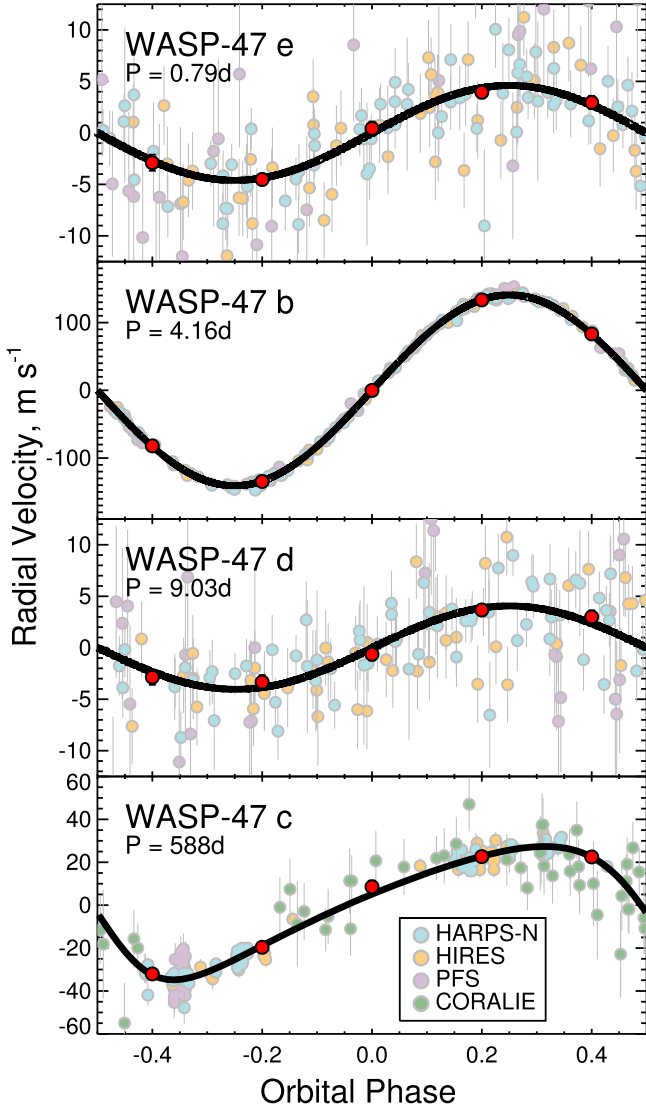 WASP-47 e
P = 0.79d
10
5
0
-5
-10
WASP-47 b
P = 4.16d
100
0
-100
Radial Velocity, m s⁻¹
WASP-47 d
P = 9.03d
10
5
0
-5
-10
WASP-47 c
P = 588d
60
40
20
0
-20
-40
-60
HARPS-N
HIRES
PFS
CORALIE
-0.4 -0.2 0.0 0.2 0.4
Orbital Phase